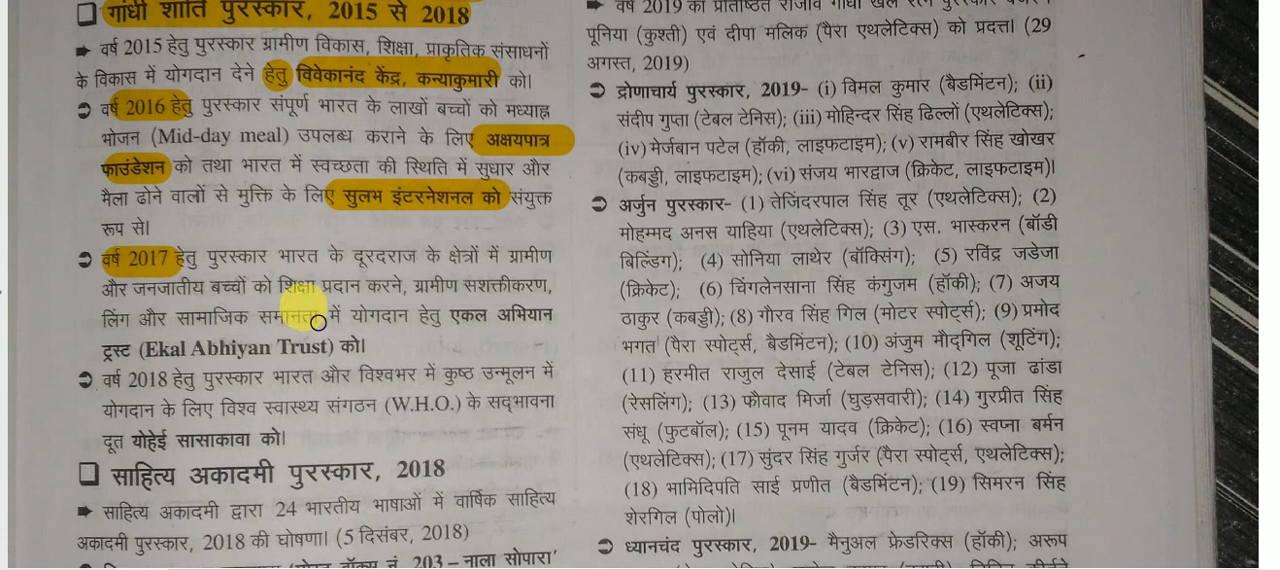 गांधी शांति पुरस्कार, 2015 से 2018
वर्ष 2015 हेतु पुरस्कार ग्रामीण विकास, शिक्षा, प्राकृतिक संसाधनों
के विकास में योगदान देने हेतु विवेकानंद केंद्र, कन्याकुमारी को।
वर्ष 2016 हेतु पुरस्कार संपूर्ण भारत के लाखों बच्चों को मध्याह्न
भोजन (Mid-day meal) उपलब्ध कराने के लिए अक्षयपात्र
फाउंडेशन को तथा भारत में स्वच्छता की स्थिति में सुधार और
मैला ढोने वालों से मुक्ति के लिए सुलभ इंटरनेशनल को संयुक्त
रूप से।
वर्ष 2017 हेतु पुरस्कार भारत के दूरदराज के क्षेत्रों में ग्रामीण
और जनजातीय बच्चों को शिक्षा प्रदान करने, ग्रामीण सशक्तीकरण,
लिंग और सामाजिक समानता में योगदान हेतु एकल अभियान
ट्रस्ट (Ekal Abhiyan Trust) को।
वर्ष 2018 हेतु पुरस्कार भारत और विश्वभर में कुष्ठ उन्मूलन में
योगदान के लिए विश्व स्वास्थ्य संगठन (W.H.O.) के सद्‌भावना
दूत योहेई सासाकावा को।
साहित्य अकादमी पुरस्कार, 2018
साहित्य अकादमी द्वारा 24 भारतीय भाषाओं में वार्षिक साहित्य
अकादमी पुरस्कार, 2018 की घोषणा। (5 दिसंबर, 2018)
नं. 203 – नाला सोपारा'
वर्ष 2019 का प्रतिष्ठित राजीव गांधी खेल रत्न पुरस्कार
पूनिया (कुश्ती) एवं दीपा मलिक (पैरा एथलेटिक्स) को प्रदत्त। (29
अगस्त, 2019)
द्रोणाचार्य पुरस्कार, 2019- (i) विमल कुमार (बैडमिंटन); (ii)
संदीप गुप्ता (टेबल टेनिस); (iii) मोहिन्दर सिंह ढिल्लों (एथलेटिक्स);
(iv) मेर्जबान पटेल (हॉकी, लाइफटाइम); (v) रामबीर सिंह खोखर
(कबड्डी, लाइफटाइम); (vi) संजय भारद्वाज (क्रिकेट, लाइफटाइम)।
अर्जुन पुरस्कार- (1) तेजिंदरपाल सिंह तूर (एथलेटिक्स); (2)
मोहम्मद अनस याहिया (एथलेटिक्स); (3) एस. भास्करन (बॉडी
बिल्डिंग); (4) सोनिया लाथेर (बॉक्सिंग); (5) रविंद्र जडेजा
(क्रिकेट); (6) चिंगलेनसाना सिंह कंगुजम (हॉकी); (7) अजय
ठाकुर (कबड्डी); (8) गौरव सिंह गिल (मोटर स्पोर्ट्स); (9) प्रमोद
भगत (पैरा स्पोर्ट्स, बैडमिंटन); (10) अंजुम मौद्गिल (शूटिंग);
(11) हरमीत राजुल देसाई (टेबल टेनिस); (12) पूजा ढांडा
(रेसलिंग); (13) फौवाद मिर्जा (घुड़सवारी); (14) गुरप्रीत सिंह
संधू (फुटबॉल); (15) पूनम यादव (क्रिकेट); (16) स्वप्ना बर्मन
(एथलेटिक्स); (17) सुंदर सिंह गुर्जर (पैरा स्पोर्ट्स, एथलेटिक्स);
(18) भामिदिपति साई प्रणीत (बैडमिंटन); (19) सिमरन सिंह
शेरगिल (पोलो)।
ध्यानचंद पुरस्कार, 2019- मैनुअल फ्रेडरिक्स (हॉकी); अरूप